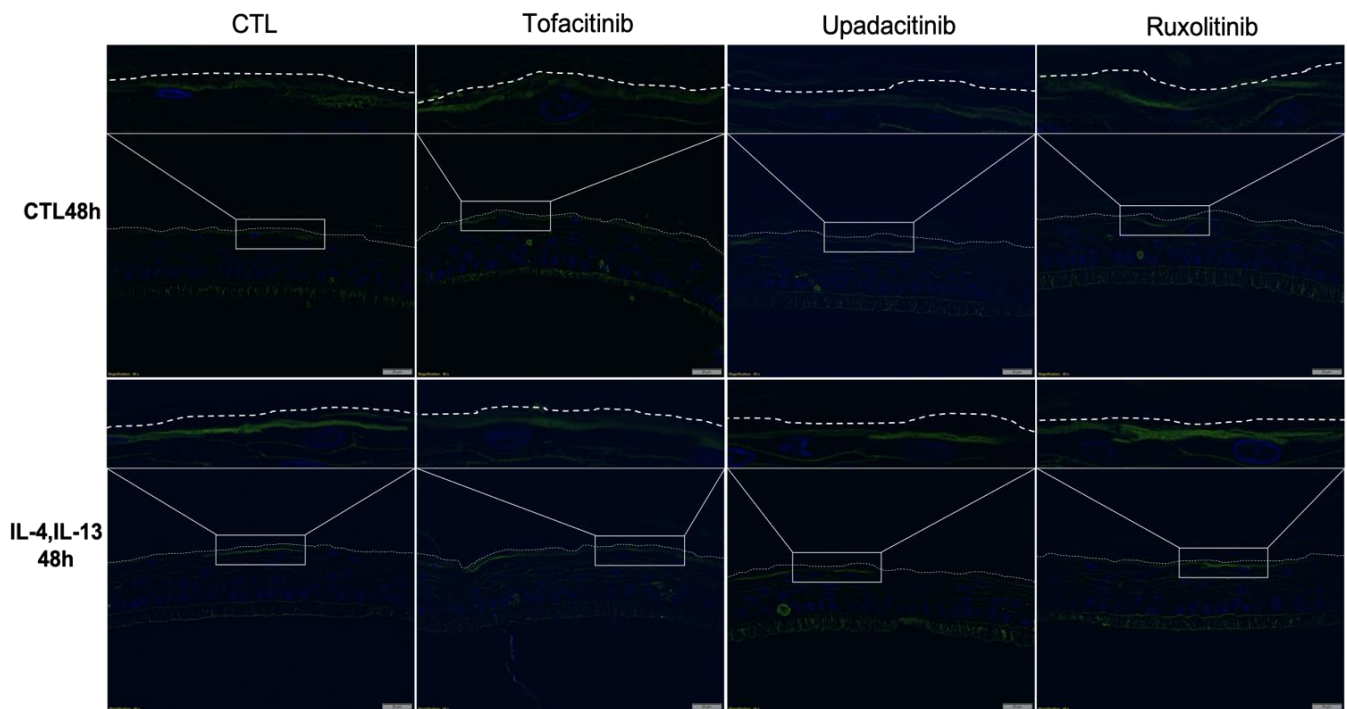 CTL
Tofacitinib
Upadacitinib
Ruxolitinib
CTL48h
IL-4,IL-13
48h